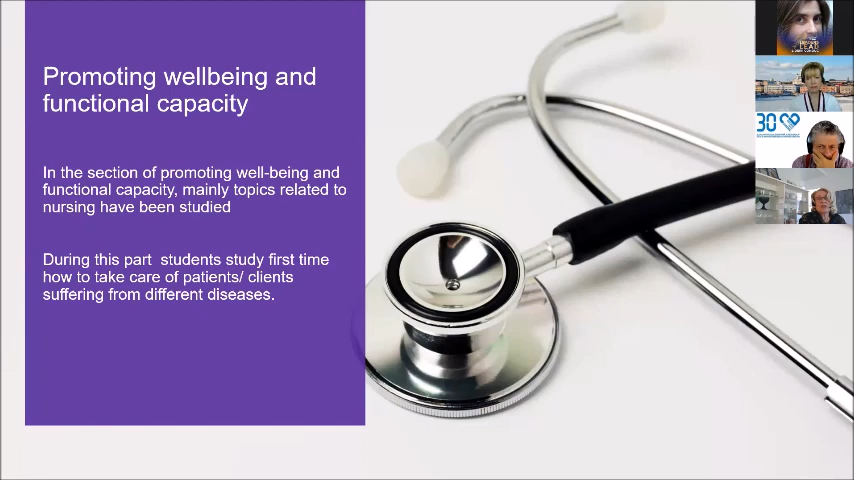 Promoting wellbeing and
functional capacity
In the section of promoting well-being and
functional capacity, mainly topics related to
nursing have been studied
During this part  students study first time
how to take care of patients/ clients
suffering from different diseases.
30